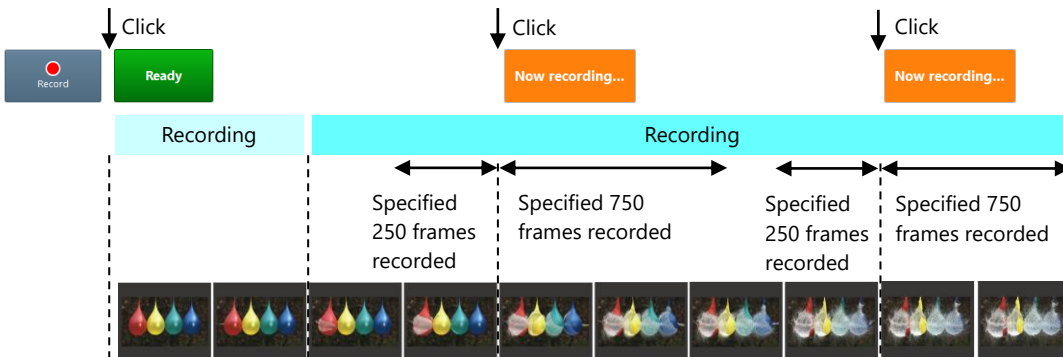 Click
Click
Click
Record
Ready
Now recording...
Now recording...
Recording
Recording
Specified
250 frames
recorded
Specified 750
frames recorded
Specified
250 frames
recorded
Specified 750
frames recorded